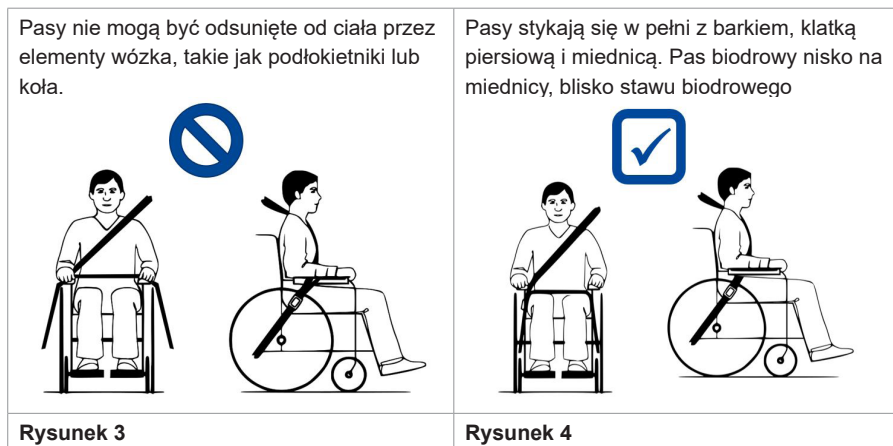 Pasy nie mogą być odsunięte od ciała przez
elementy wózka, takie jak podłokietniki lub
koła.
Pasy stykają się w pełni z barkiem, klatką
piersiową i miednicą. Pas biodrowy nisko na
miednicy, blisko stawu biodrowego
Rysunek 3
Rysunek 4